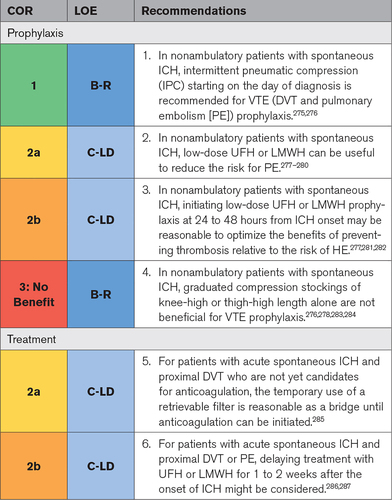 COR LOE Recommendations
Prophylaxis
1 B-R 1. In nonambulatory patients with spontaneous
ICH, intermittent pneumatic compression
(IPC) starting on the day of diagnosis is
recommended for VTE (DVT and pulmonary
embolism [PE]) prophylaxis.275,276
2a C-LD 2. In nonambulatory patients with spontaneous
ICH, low-dose UFH or LMWH can be useful
to reduce the risk for PE.277–280
2b C-LD 3. In nonambulatory patients with spontaneous
ICH, initiating low-dose UFH or LMWH prophy-
laxis at 24 to 48 hours from ICH onset may be
reasonable to optimize the benefits of prevent-
ing thrombosis relative to the risk of HE.277,281,282
3: No
Benefit B-R 4. In nonambulatory patients with spontaneous
ICH, graduated compression stockings of
knee-high or thigh-high length alone are not
beneficial for VTE prophylaxis.276,278,283,284
Treatment
2a C-LD 5. For patients with acute spontaneous ICH and
proximal DVT who are not yet candidates
for anticoagulation, the temporary use of a
retrievable filter is reasonable as a bridge until
anticoagulation can be initiated.285
2b C-LD 6. For patients with acute spontaneous ICH and
proximal DVT or PE, delaying treatment with
UFH or LMWH for 1 to 2 weeks after the
onset of ICH might be considered.286,287